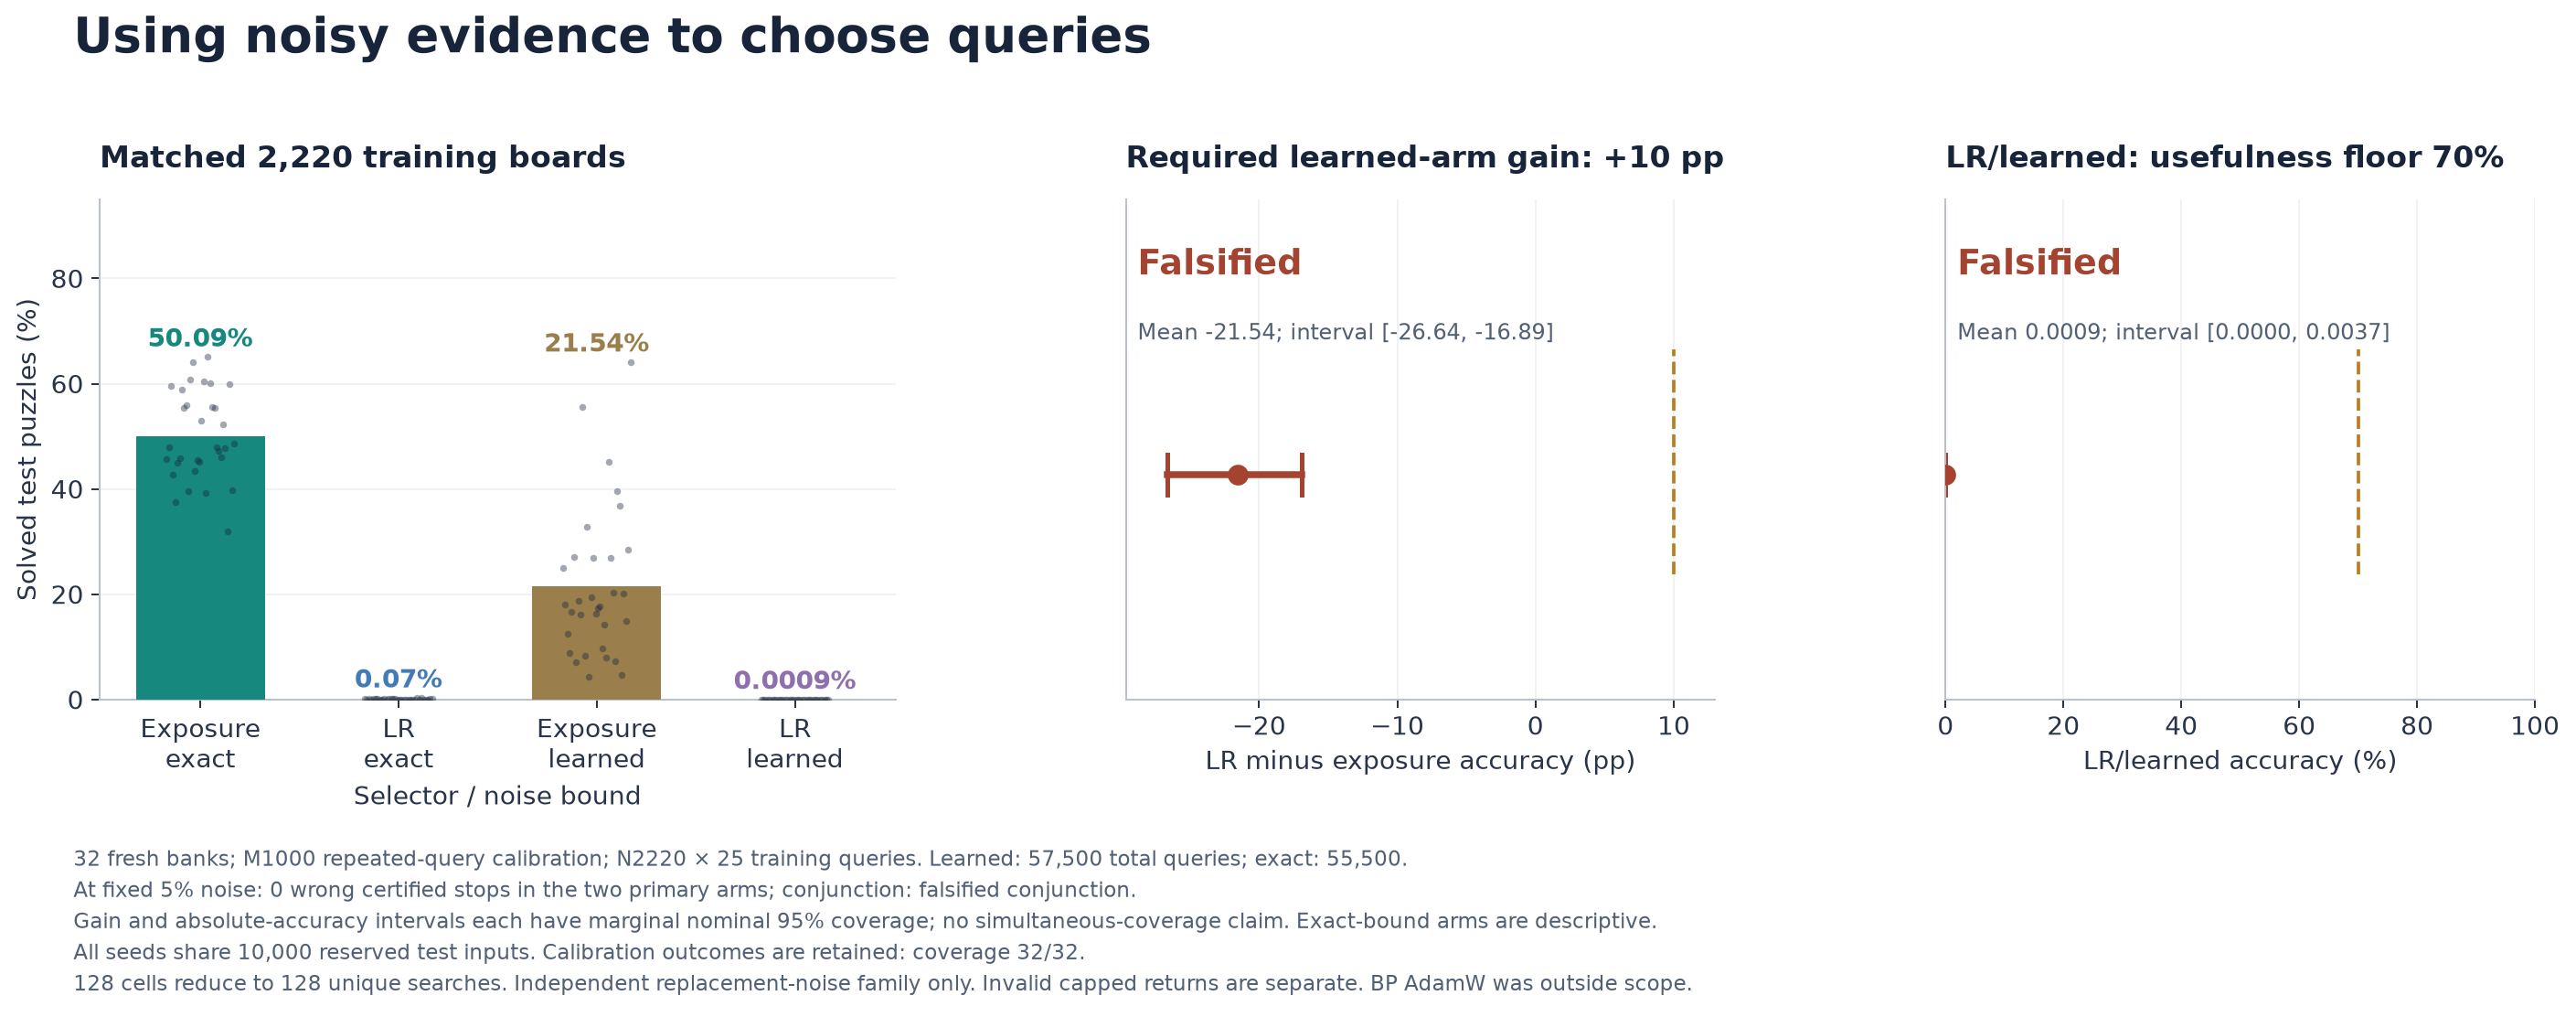 Using noisy evidence to choose queries
Matched 2,220 training boards
Solved test puzzles (%)
80
60
40
20
0
50.09%
0.07%
21.54%
0.0009%
Exposure
exact
LR
exact
Exposure
learned
LR
learned
Selector / noise bound
Required learned-arm gain: +10 pp
Falsified
Mean -21.54; interval [-26.64, -16.89]
−20
−10
0
10
LR minus exposure accuracy (pp)
LR/learned: usefulness floor 70%
Falsified
Mean 0.0009; interval [0.0000, 0.0037]
0
20
40
60
80
100
LR/learned accuracy (%)
32 fresh banks; M1000 repeated-query calibration; N2220 × 25 training queries. Learned: 57,500 total queries; exact: 55,500.
At fixed 5% noise: 0 wrong certified stops in the two primary arms; conjunction: falsified conjunction.
Gain and absolute-accuracy intervals each have marginal nominal 95% coverage; no simultaneous-coverage claim. Exact-bound arms are descriptive.
All seeds share 10,000 reserved test inputs. Calibration outcomes are retained: coverage 32/32.
128 cells reduce to 128 unique searches. Independent replacement-noise family only. Invalid capped returns are separate. BP AdamW was outside scope.